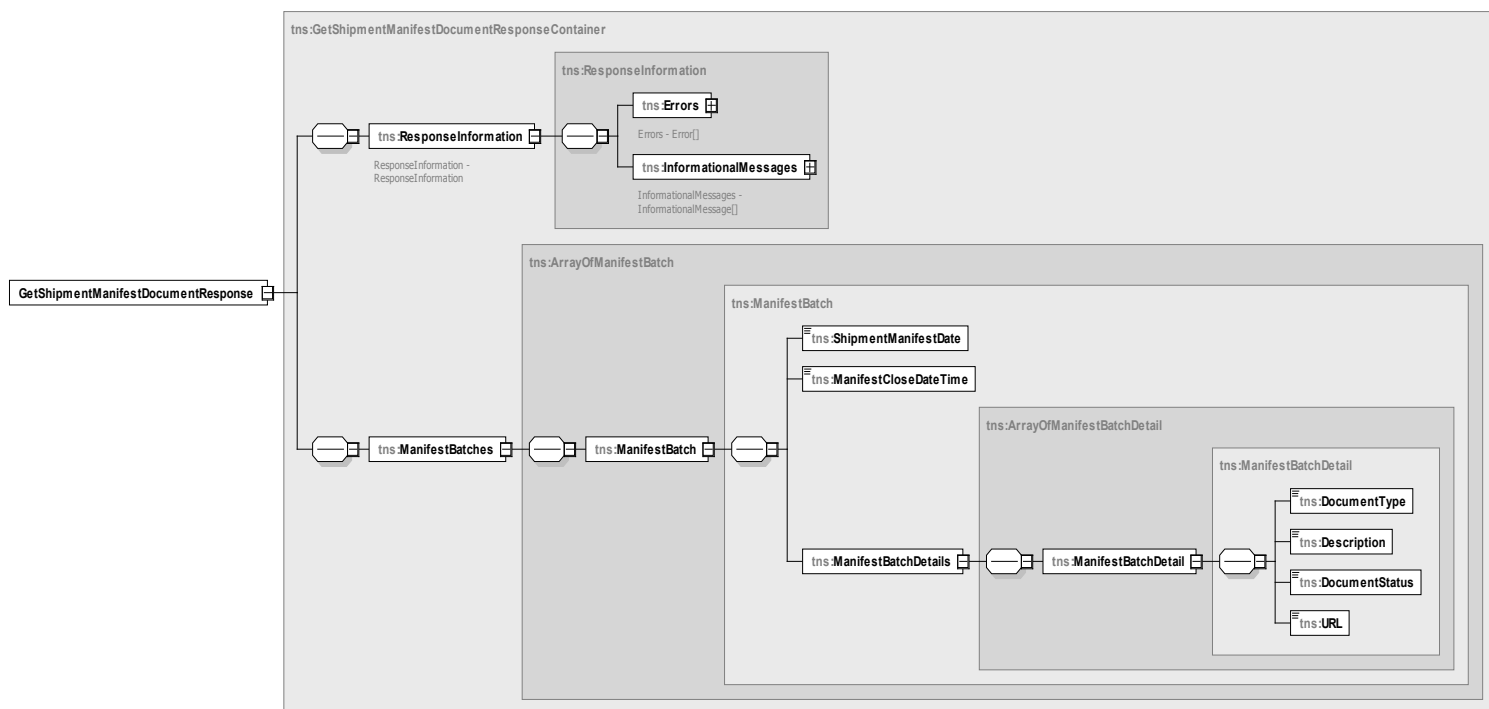 tns:GetShipmentManifestDocumentResponseContainer
tns:ResponseInformation
tns:Errors
Errors - Error[]
tns:ResponseInformation
ResponseInformation -
ResponseInformation
tns:InformationalMessages
InformationalMessages -
InformationalMessage[]
tns:ArrayOfManifestBatch
GetShipmentManifestDocumentResponse
tns:ManifestBatch
tns:ShipmentManifestDate
tns:ManifestCloseDateTime
tns:ArrayOfManifestBatchDetail
tns:ManifestBatches
tns:ManifestBatch
tns:ManifestBatchDetail
tns:DocumentType
tns:Description
tns:ManifestBatchDetails
tns:ManifestBatchDetail
tns:DocumentStatus
tns:URL